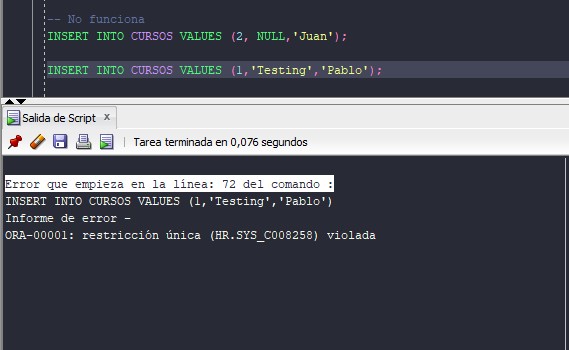 -- No funciona
INSERT INTO CURSOS VALUES (2, NULL,'Juan');
INSERT INTO CURSOS VALUES (1,'Testing','Pablo');
Salida de Script x
Tarea terminada en 0,076 segundos
Error que empieza en la línea: 72 del comando :
INSERT INTO CURSOS VALUES (1,'Testing','Pablo')
Informe de error -
ORA-00001: restricción única (HR.SYS_C008258) violada